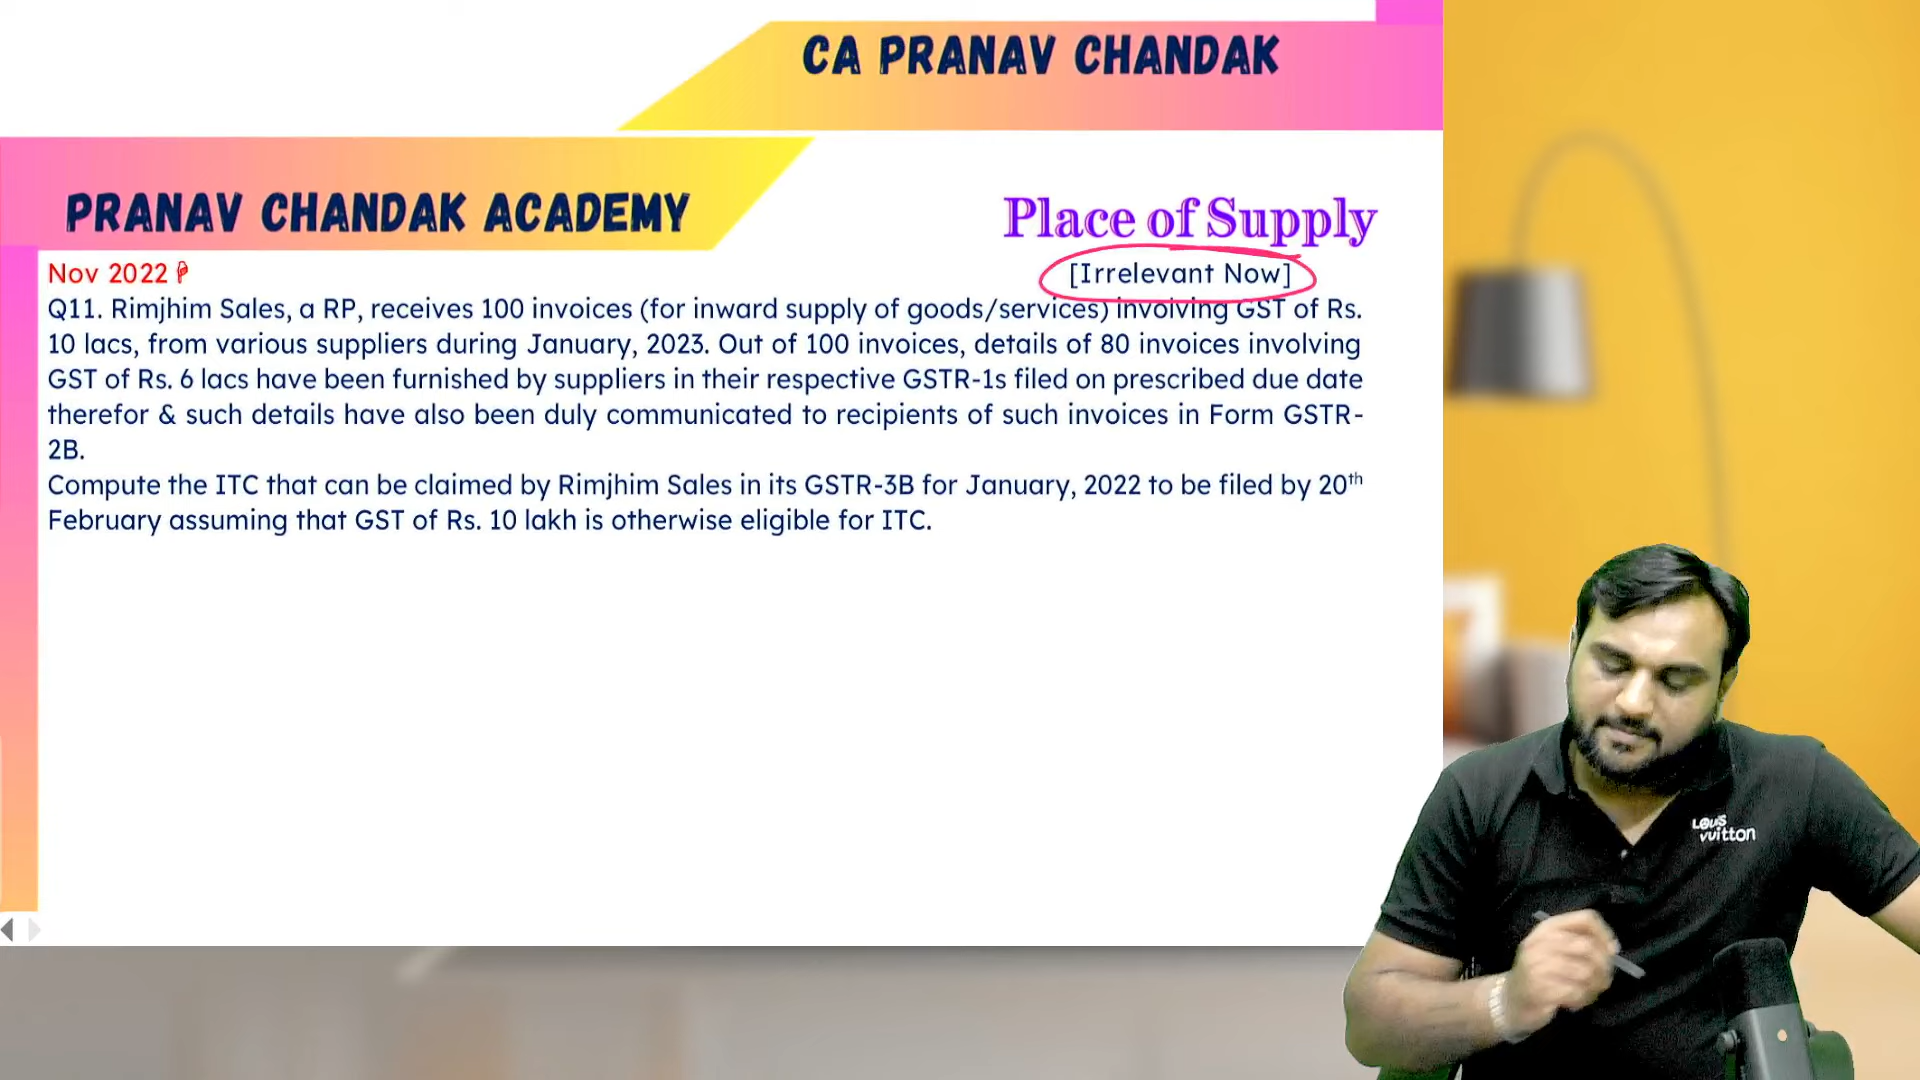 CA PRANAV CHANDAK
PRANAV CHANDAK ACADEMY
Place of Supply
Nov 2022
[Irrelevant Now]
Q11. Rimjhim Sales, a RP, receives 100 invoices (for inward supply of goods/services) involving GST of Rs.
10 lacs, from various suppliers during January, 2023. Out of 100 invoices, details of 80 invoices involving
GST of Rs. 6 lacs have been furnished by suppliers in their respective GSTR-1s filed on prescribed due date
therefor & such details have also been duly communicated to recipients of such invoices in Form GSTR-
2B.
Compute the ITC that can be claimed by Rimjhim Sales in its GSTR-3B for January, 2022 to be filed by 20th
February assuming that GST of Rs. 10 lakh is otherwise eligible for ITC.
LOUIS
VUITTON